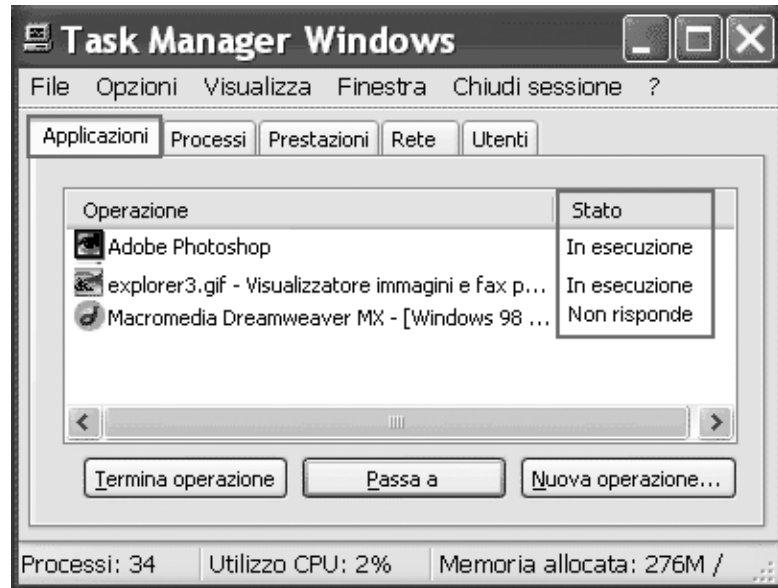 Task Manager Windows
File Opzioni Visualizza Finestra Chiudi sessione ?
Applicazioni Processi Prestazioni Rete Utenti
Operazione Stato
Adobe Photoshop In esecuzione
explorer3.gif - Visualizzatore immagini e fax p... In esecuzione
Macromedia Dreamweaver MX - [Windows 98 ... Non risponde
Termina operazione Passa a Nuova operazione...
Processi: 34 Utilizzo CPU: 2% Memoria allocata: 276M /